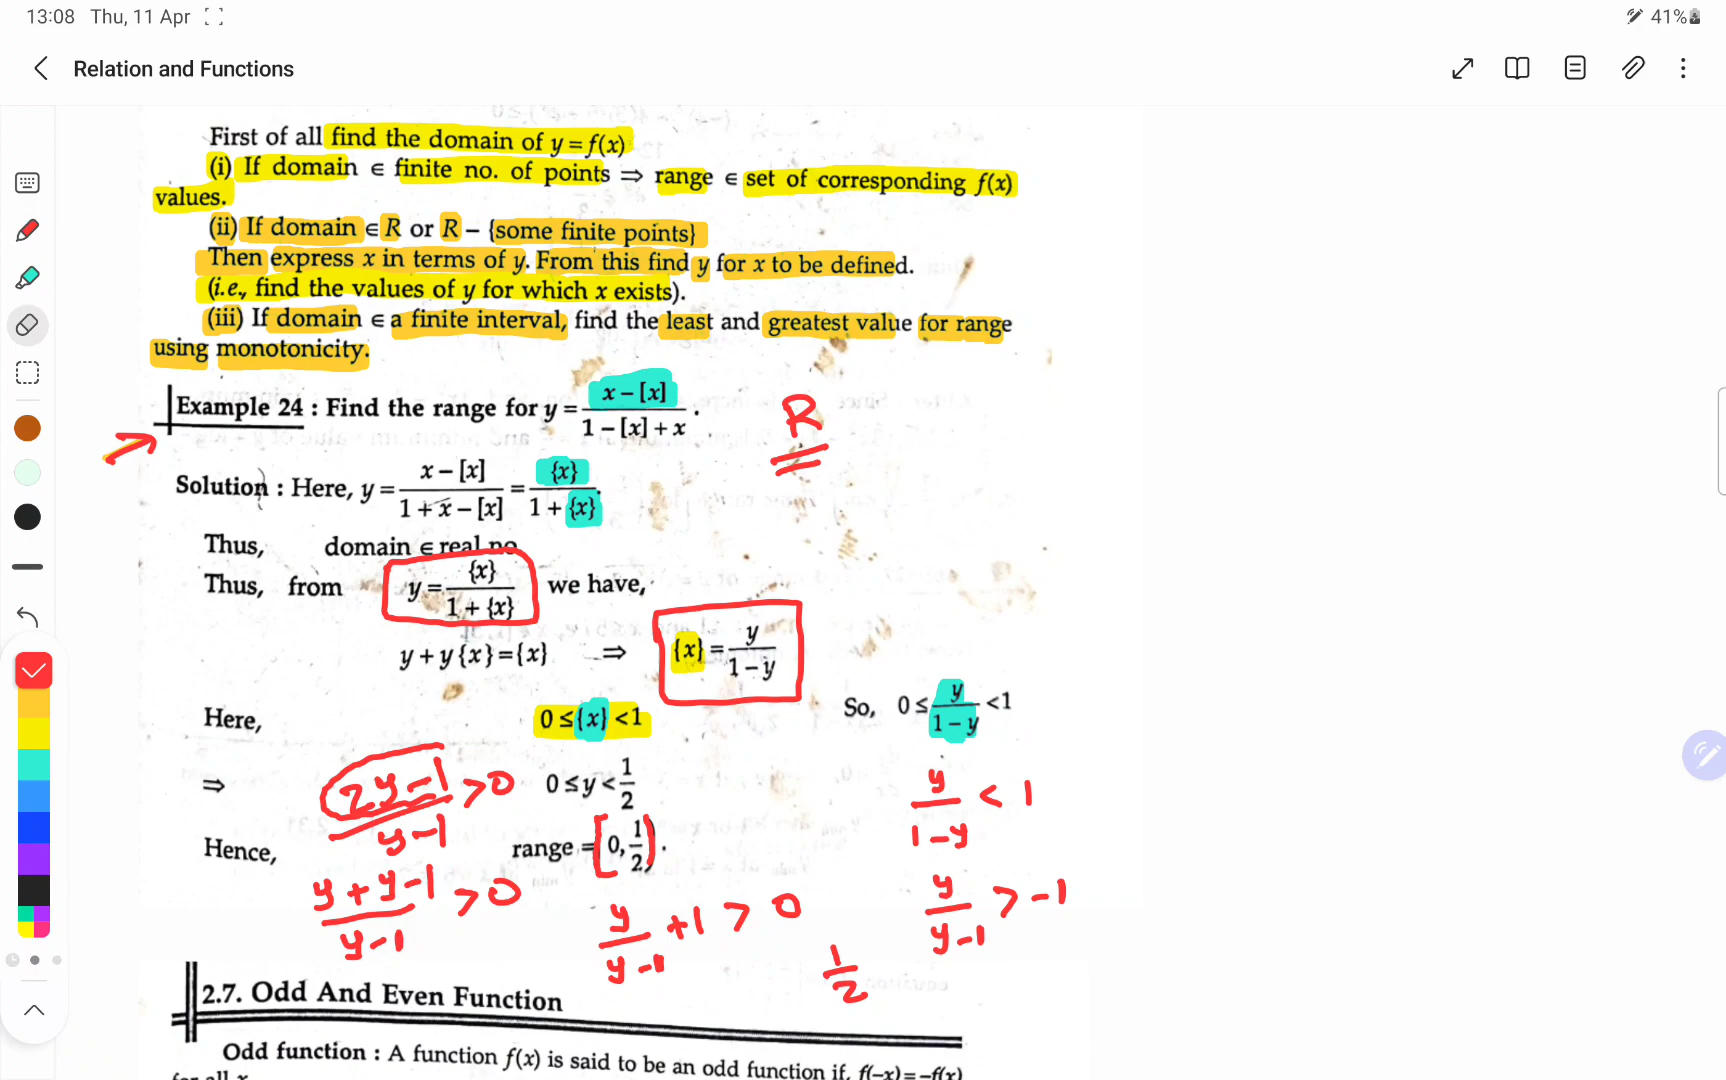 13:08 Thu, 11 Apr
41%
Relation and Functions
First of all find the domain of y = f(x)
(i) If domain ∈ finite no. of points ⇒ range ∈ set of corresponding f(x)
values.
(ii) If domain ∈ R or R – {some finite points}
Then express x in terms of y. From this find y for x to be defined.
(i.e., find the values of y for which x exists).
(iii) If domain ∈ a finite interval, find the least and greatest value for range
using monotonicity.
Example 24 : Find the range for y = (x – [x])/(1 – [x] + x) .
R
Solution : Here, y = (x – [x])/(1 + x – [x]) = {x}/(1 + {x}) .
Thus, domain ∈ real no
Thus, from y = {x}/(1 + {x}) we have,
y + y {x} = {x} ⇒ {x} = y/(1 – y)
Here, 0 ≤ {x} < 1 So, 0 ≤ y/(1 – y) < 1
⇒ (2y-1)/(y-1) > 0 0 ≤ y < 1/2 y/(1-y) < 1
Hence, range = [0, 1/2) .
(y+y-1)/(y-1) > 0 y/(y-1) +1 > 0 y/(y-1) > -1
1/2
2.7. Odd And Even Function
Odd function : A function f(x) is said to be an odd function if, f(–x) = –f(x)
for all x